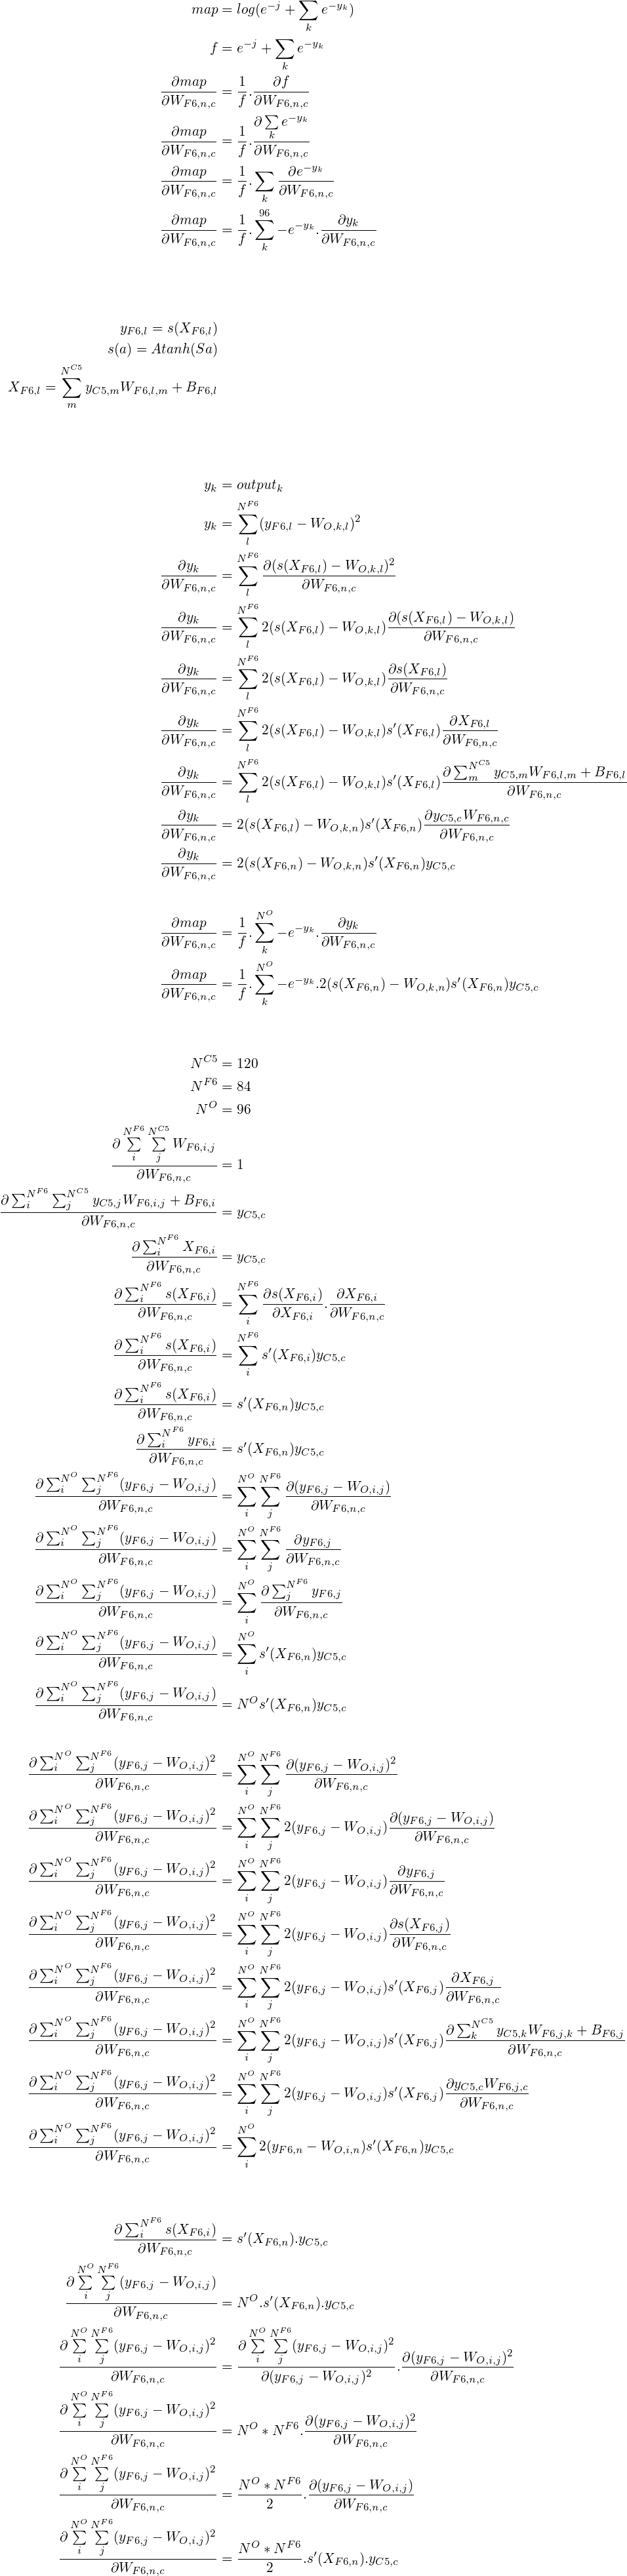 map = log(e^{-j} + \sum_k e^{-y_k})
f = e^{-j} + \sum_k e^{-y_k}
\frac{\partial map}{\partial W_{F6,n,c}} = \frac{1}{f} . \frac{\partial f}{\partial W_{F6,n,c}}
\frac{\partial map}{\partial W_{F6,n,c}} = \frac{1}{f} . \frac{\partial \sum_k e^{-y_k}}{\partial W_{F6,n,c}}
\frac{\partial map}{\partial W_{F6,n,c}} = \frac{1}{f} . \sum_k \frac{\partial e^{-y_k}}{\partial W_{F6,n,c}}
\frac{\partial map}{\partial W_{F6,n,c}} = \frac{1}{f} . \sum_k^{96} -e^{-y_k} . \frac{\partial y_k}{\partial W_{F6,n,c}}
y_{F6,l} = s(X_{F6,l})
s(a) = Atanh(Sa)
X_{F6,l} = \sum_m^{N^{C5}} y_{C5,m} W_{F6,l,m} + B_{F6,l}
y_k = output_k
y_k = \sum_l^{N^{F6}} (y_{F6,l} - W_{O,k,l})^2
\frac{\partial y_k}{\partial W_{F6,n,c}} = \sum_l^{N^{F6}} \frac{\partial (s(X_{F6,l}) - W_{O,k,l})^2}{\partial W_{F6,n,c}}
\frac{\partial y_k}{\partial W_{F6,n,c}} = \sum_l^{N^{F6}} 2(s(X_{F6,l}) - W_{O,k,l}) \frac{\partial (s(X_{F6,l}) - W_{O,k,l})}{\partial W_{F6,n,c}}
\frac{\partial y_k}{\partial W_{F6,n,c}} = \sum_l^{N^{F6}} 2(s(X_{F6,l}) - W_{O,k,l}) \frac{\partial s(X_{F6,l})}{\partial W_{F6,n,c}}
\frac{\partial y_k}{\partial W_{F6,n,c}} = \sum_l^{N^{F6}} 2(s(X_{F6,l}) - W_{O,k,l}) s'(X_{F6,l}) \frac{\partial X_{F6,l}}{\partial W_{F6,n,c}}
\frac{\partial y_k}{\partial W_{F6,n,c}} = \sum_l^{N^{F6}} 2(s(X_{F6,l}) - W_{O,k,l}) s'(X_{F6,l}) \frac{\partial \sum_m^{N^{C5}} y_{C5,m} W_{F6,l,m} + B_{F6,l}}{\partial W_{F6,n,c}}
\frac{\partial y_k}{\partial W_{F6,n,c}} = 2(s(X_{F6,l}) - W_{O,k,n}) s'(X_{F6,n}) \frac{\partial y_{C5,c} W_{F6,n,c}}{\partial W_{F6,n,c}}
\frac{\partial y_k}{\partial W_{F6,n,c}} = 2(s(X_{F6,n}) - W_{O,k,n}) s'(X_{F6,n}) y_{C5,c}
\frac{\partial map}{\partial W_{F6,n,c}} = \frac{1}{f} . \sum_k^{N^O} -e^{-y_k} . \frac{\partial y_k}{\partial W_{F6,n,c}}
\frac{\partial map}{\partial W_{F6,n,c}} = \frac{1}{f} . \sum_k^{N^O} -e^{-y_k} . 2(s(X_{F6,n}) - W_{O,k,n}) s'(X_{F6,n}) y_{C5,c}
N^{C5} = 120
N^{F6} = 84
N^O = 96
\frac{\partial \sum_i^{N^{F6}} \sum_j^{N^{C5}} W_{F6,i,j}}{\partial W_{F6,n,c}} = 1
\frac{\partial \sum_i^{N^{F6}} \sum_j^{N^{C5}} y_{C5,j} W_{F6,i,j} + B_{F6,i}}{\partial W_{F6,n,c}} = y_{C5,c}
\frac{\partial \sum_i^{N^{F6}} X_{F6,i}}{\partial W_{F6,n,c}} = y_{C5,c}
\frac{\partial \sum_i^{N^{F6}} s(X_{F6,i})}{\partial W_{F6,n,c}} = \sum_i^{N^{F6}} \frac{\partial s(X_{F6,i})}{\partial X_{F6,i}} . \frac{\partial X_{F6,i}}{\partial W_{F6,n,c}}
\frac{\partial \sum_i^{N^{F6}} s(X_{F6,i})}{\partial W_{F6,n,c}} = \sum_i^{N^{F6}} s'(X_{F6,i}) y_{C5,c}
\frac{\partial \sum_i^{N^{F6}} s(X_{F6,i})}{\partial W_{F6,n,c}} = s'(X_{F6,n}) y_{C5,c}
\frac{\partial \sum_i^{N^{F6}} y_{F6,i}}{\partial W_{F6,n,c}} = s'(X_{F6,n}) y_{C5,c}
\frac{\partial \sum_i^{N^O} \sum_j^{N^{F6}} (y_{F6,j} - W_{O,i,j})}{\partial W_{F6,n,c}} = \sum_i^{N^O} \sum_j^{N^{F6}} \frac{\partial (y_{F6,j} - W_{O,i,j})}{\partial W_{F6,n,c}}
\frac{\partial \sum_i^{N^O} \sum_j^{N^{F6}} (y_{F6,j} - W_{O,i,j})}{\partial W_{F6,n,c}} = \sum_i^{N^O} \sum_j^{N^{F6}} \frac{\partial y_{F6,j}}{\partial W_{F6,n,c}}
\frac{\partial \sum_i^{N^O} \sum_j^{N^{F6}} (y_{F6,j} - W_{O,i,j})}{\partial W_{F6,n,c}} = \sum_i^{N^O} \frac{\partial \sum_j^{N^{F6}} y_{F6,j}}{\partial W_{F6,n,c}}
\frac{\partial \sum_i^{N^O} \sum_j^{N^{F6}} (y_{F6,j} - W_{O,i,j})}{\partial W_{F6,n,c}} = \sum_i^{N^O} s'(X_{F6,n}) y_{C5,c}
\frac{\partial \sum_i^{N^O} \sum_j^{N^{F6}} (y_{F6,j} - W_{O,i,j})}{\partial W_{F6,n,c}} = N^O s'(X_{F6,n}) y_{C5,c}
\frac{\partial \sum_i^{N^O} \sum_j^{N^{F6}} (y_{F6,j} - W_{O,i,j})^2}{\partial W_{F6,n,c}} = \sum_i^{N^O} \sum_j^{N^{F6}} \frac{\partial (y_{F6,j} - W_{O,i,j})^2}{\partial W_{F6,n,c}}
\frac{\partial \sum_i^{N^O} \sum_j^{N^{F6}} (y_{F6,j} - W_{O,i,j})^2}{\partial W_{F6,n,c}} = \sum_i^{N^O} \sum_j^{N^{F6}} 2(y_{F6,j} - W_{O,i,j}) \frac{\partial (y_{F6,j} - W_{O,i,j})}{\partial W_{F6,n,c}}
\frac{\partial \sum_i^{N^O} \sum_j^{N^{F6}} (y_{F6,j} - W_{O,i,j})^2}{\partial W_{F6,n,c}} = \sum_i^{N^O} \sum_j^{N^{F6}} 2(y_{F6,j} - W_{O,i,j}) \frac{\partial y_{F6,j}}{\partial W_{F6,n,c}}
\frac{\partial \sum_i^{N^O} \sum_j^{N^{F6}} (y_{F6,j} - W_{O,i,j})^2}{\partial W_{F6,n,c}} = \sum_i^{N^O} \sum_j^{N^{F6}} 2(y_{F6,j} - W_{O,i,j}) \frac{\partial s(X_{F6,j})}{\partial W_{F6,n,c}}
\frac{\partial \sum_i^{N^O} \sum_j^{N^{F6}} (y_{F6,j} - W_{O,i,j})^2}{\partial W_{F6,n,c}} = \sum_i^{N^O} \sum_j^{N^{F6}} 2(y_{F6,j} - W_{O,i,j}) s'(X_{F6,j}) \frac{\partial X_{F6,j}}{\partial W_{F6,n,c}}
\frac{\partial \sum_i^{N^O} \sum_j^{N^{F6}} (y_{F6,j} - W_{O,i,j})^2}{\partial W_{F6,n,c}} = \sum_i^{N^O} \sum_j^{N^{F6}} 2(y_{F6,j} - W_{O,i,j}) s'(X_{F6,j}) \frac{\partial \sum_k^{N^{C5}} y_{C5,k} W_{F6,j,k} + B_{F6,j}}{\partial W_{F6,n,c}}
\frac{\partial \sum_i^{N^O} \sum_j^{N^{F6}} (y_{F6,j} - W_{O,i,j})^2}{\partial W_{F6,n,c}} = \sum_i^{N^O} \sum_j^{N^{F6}} 2(y_{F6,j} - W_{O,i,j}) s'(X_{F6,j}) \frac{\partial y_{C5,c} W_{F6,j,c}}{\partial W_{F6,n,c}}
\frac{\partial \sum_i^{N^O} \sum_j^{N^{F6}} (y_{F6,j} - W_{O,i,j})^2}{\partial W_{F6,n,c}} = \sum_i^{N^O} 2(y_{F6,n} - W_{O,i,n}) s'(X_{F6,n}) y_{C5,c}
\frac{\partial \sum_i^{N^{F6}} s(X_{F6,i})}{\partial W_{F6,n,c}} = s'(X_{F6,n}) . y_{C5,c}
\frac{\partial \sum_i^{N^O} \sum_j^{N^{F6}} (y_{F6,j} - W_{O,i,j})}{\partial W_{F6,n,c}} = N^O . s'(X_{F6,n}) . y_{C5,c}
\frac{\partial \sum_i^{N^O} \sum_j^{N^{F6}} (y_{F6,j} - W_{O,i,j})^2}{\partial W_{F6,n,c}} = \frac{\partial \sum_i^{N^O} \sum_j^{N^{F6}} (y_{F6,j} - W_{O,i,j})^2}{\partial (y_{F6,j} - W_{O,i,j})^2} . \frac{\partial (y_{F6,j} - W_{O,i,j})^2}{\partial W_{F6,n,c}}
\frac{\partial \sum_i^{N^O} \sum_j^{N^{F6}} (y_{F6,j} - W_{O,i,j})^2}{\partial W_{F6,n,c}} = N^O * N^{F6} . \frac{\partial (y_{F6,j} - W_{O,i,j})^2}{\partial W_{F6,n,c}}
\frac{\partial \sum_i^{N^O} \sum_j^{N^{F6}} (y_{F6,j} - W_{O,i,j})^2}{\partial W_{F6,n,c}} = \frac{N^O * N^{F6}}{2} . \frac{\partial (y_{F6,j} - W_{O,i,j})}{\partial W_{F6,n,c}}
\frac{\partial \sum_i^{N^O} \sum_j^{N^{F6}} (y_{F6,j} - W_{O,i,j})^2}{\partial W_{F6,n,c}} = \frac{N^O * N^{F6}}{2} . s'(X_{F6,n}) . y_{C5,c}